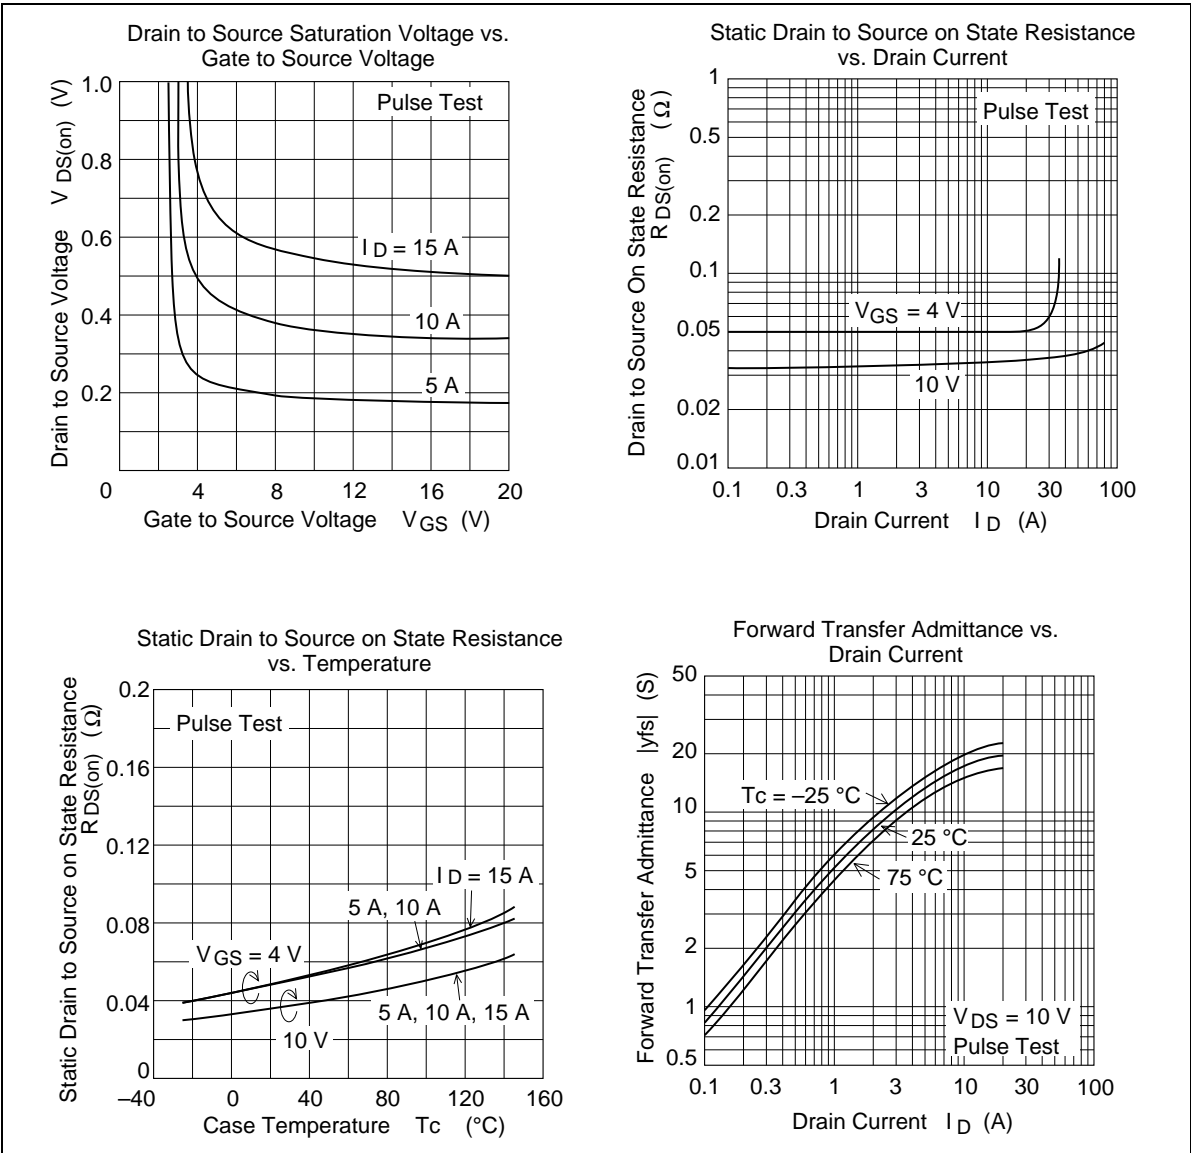 Drain to Source Saturation Voltage vs.
Gate to Source Voltage
Drain to Source Voltage V DS(on) (V)
1.0
0.8
0.6
0.4
0.2
0
Pulse Test
I D = 15 A
10 A
5 A
4 8 12 16 20
Gate to Source Voltage V GS (V)
Static Drain to Source on State Resistance
vs. Drain Current
Drain to Source On State Resistance
R DS(on) ( Ω )
1
0.5
0.2
0.1
0.05
0.02
0.01
Pulse Test
VGS = 4 V
10 V
0.1 0.3 1 3 10 30 100
Drain Current I D (A)
Static Drain to Source on State Resistance
vs. Temperature
Static Drain to Source on State Resistance
R DS(on) ( Ω )
0.2
0.16
0.12
0.08
0.04
0
Pulse Test
I D = 15 A
5 A, 10 A
VGS = 4 V
5 A, 10 A, 15 A
10 V
–40 0 40 80 120 160
Case Temperature Tc (°C)
Forward Transfer Admittance vs.
Drain Current
Forward Transfer Admittance |yfs| (S)
50
20
10
5
2
1
0.5
Tc = –25 °C
25 °C
75 °C
V DS = 10 V
Pulse Test
0.1 0.3 1 3 10 30 100
Drain Current I D (A)